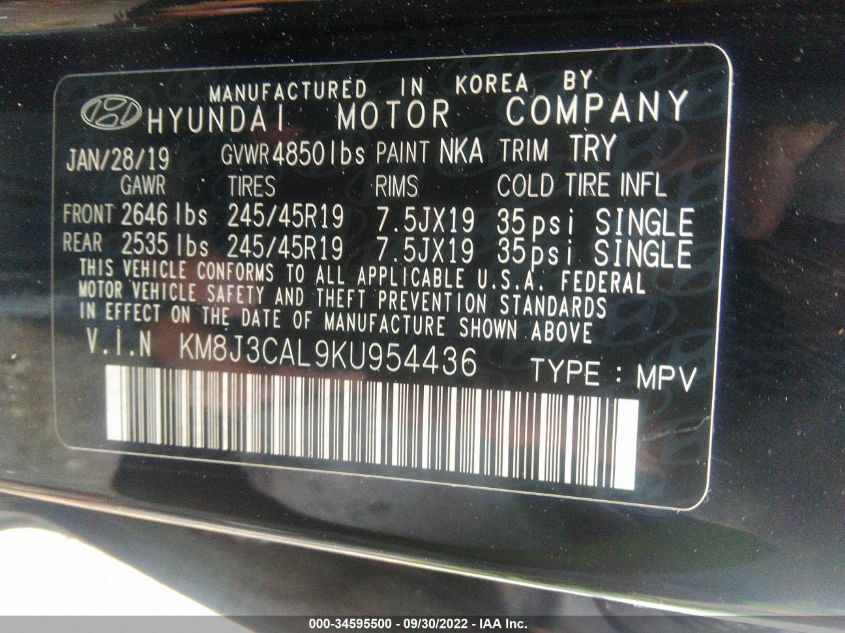 MANUFACTURED IN KOREA BY
HYUNDAI MOTOR COMPANY
JAN/28/19 GVWR 4850 lbs PAINT NKA TRIM TRY
GAWR TIRES RIMS COLD TIRE INFL
FRONT 2646 lbs 245/45R19 7.5JX19 35psi SINGLE
REAR 2535 lbs 245/45R19 7.5JX19 35psi SINGLE
THIS VEHICLE CONFORMS TO ALL APPLICABLE U.S.A. FEDERAL
MOTOR VEHICLE SAFETY AND THEFT PREVENTION STANDARDS
IN EFFECT ON THE DATE OF MANUFACTURE SHOWN ABOVE
V.I.N KM8J3CAL9KU954436 TYPE : MPV
000-34595500 - 09/30/2022 - IAA Inc.